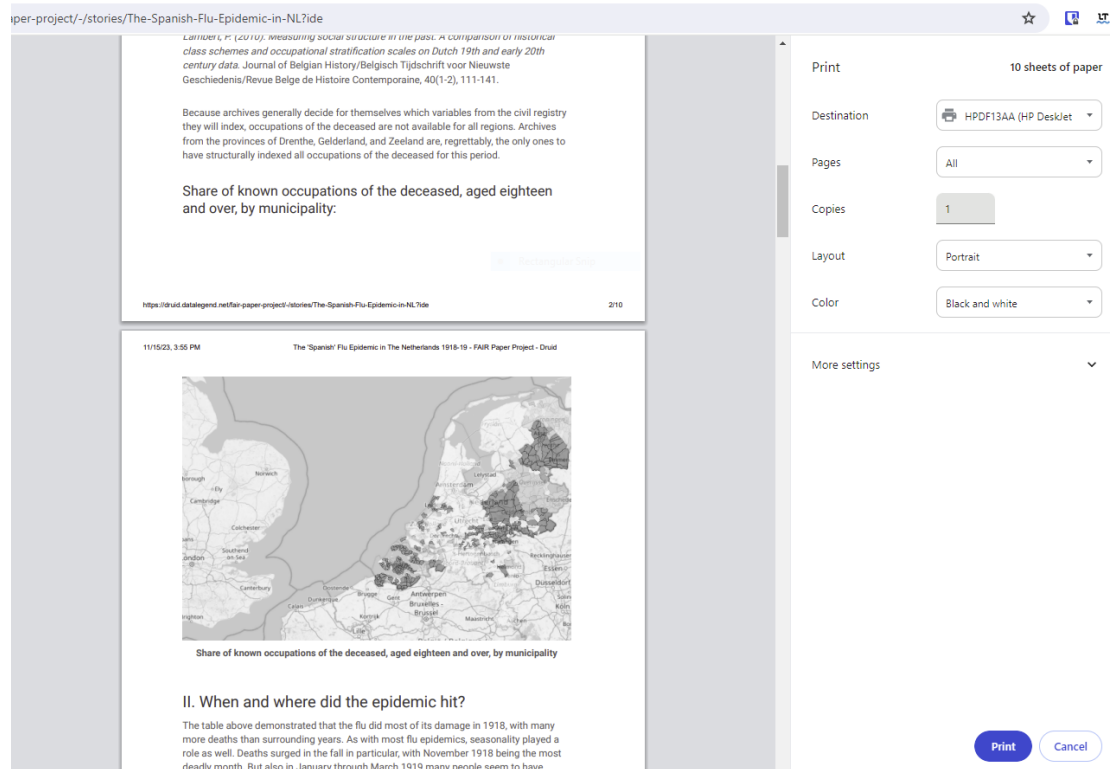 aper-project/-/stories/The-Spanish-Flu-Epidemic-in-NL?ide
Lambert, P. (2010). Measuring social structure in the past. A comparison of historical
class schemes and occupational stratification scales on Dutch 19th and early 20th
century data. Journal of Belgian History/Belgisch Tijdschrift voor Nieuwste
Geschiedenis/Revue Belge de Histoire Contemporaine, 40(1-2), 111-141.
Because archives generally decide for themselves which variables from the civil registry
they will index, occupations of the deceased are not available for all regions. Archives
from the provinces of Drenthe, Gelderland, and Zeeland are, regrettably, the only ones to
have structurally indexed all occupations of the deceased for this period.
Share of known occupations of the deceased, aged eighteen
and over, by municipality:
Rectangular Snip
https://druid.datalegend.net/fair-paper-project/-/stories/The-Spanish-Flu-Epidemic-in-NL?ide 2/10
11/15/23, 3:55 PM The 'Spanish' Flu Epidemic in The Netherlands 1918-19 - FAIR Paper Project - Druid
Norwich
Ely
Cambridge
Colchester
Southend
on Sea
Canterbury
Lelystad
Amsterdam
Utrecht
Enschede
Recklinghausen
Essen
Düsseldorf
Oostende
Dunkerque
Calais
Brugge
Gent
Antwerpen
Bruxelles -
Brussel
Kortrijk
Lille
Maastricht
Aachen
Köln
Share of known occupations of the deceased, aged eighteen and over, by municipality
II. When and where did the epidemic hit?
The table above demonstrated that the flu did most of its damage in 1918, with many
more deaths than surrounding years. As with most flu epidemics, seasonality played a
role as well. Deaths surged in the fall in particular, with November 1918 being the most
deadly month. But also in January through March 1919 many people seem to have
Print 10 sheets of paper
Destination HPDF13AA (HP DeskJet
Pages All
Copies 1
Layout Portrait
Color Black and white
More settings
Print Cancel